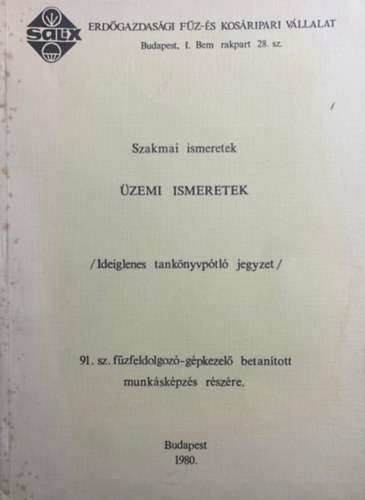 Salix
ERDŐGAZDASÁGI FŰZ-ÉS KOSÁRIPARI VÁLLALAT
Budapest, I. Bem rakpart 28. sz.
Szakmai ismeretek
ÜZEMI ISMERETEK
/Ideiglenes tankönyvpótló jegyzet/
91. sz. fűzfeldolgozó-gépkezelő betanított
munkásképzés részére.
Budapest
1980.